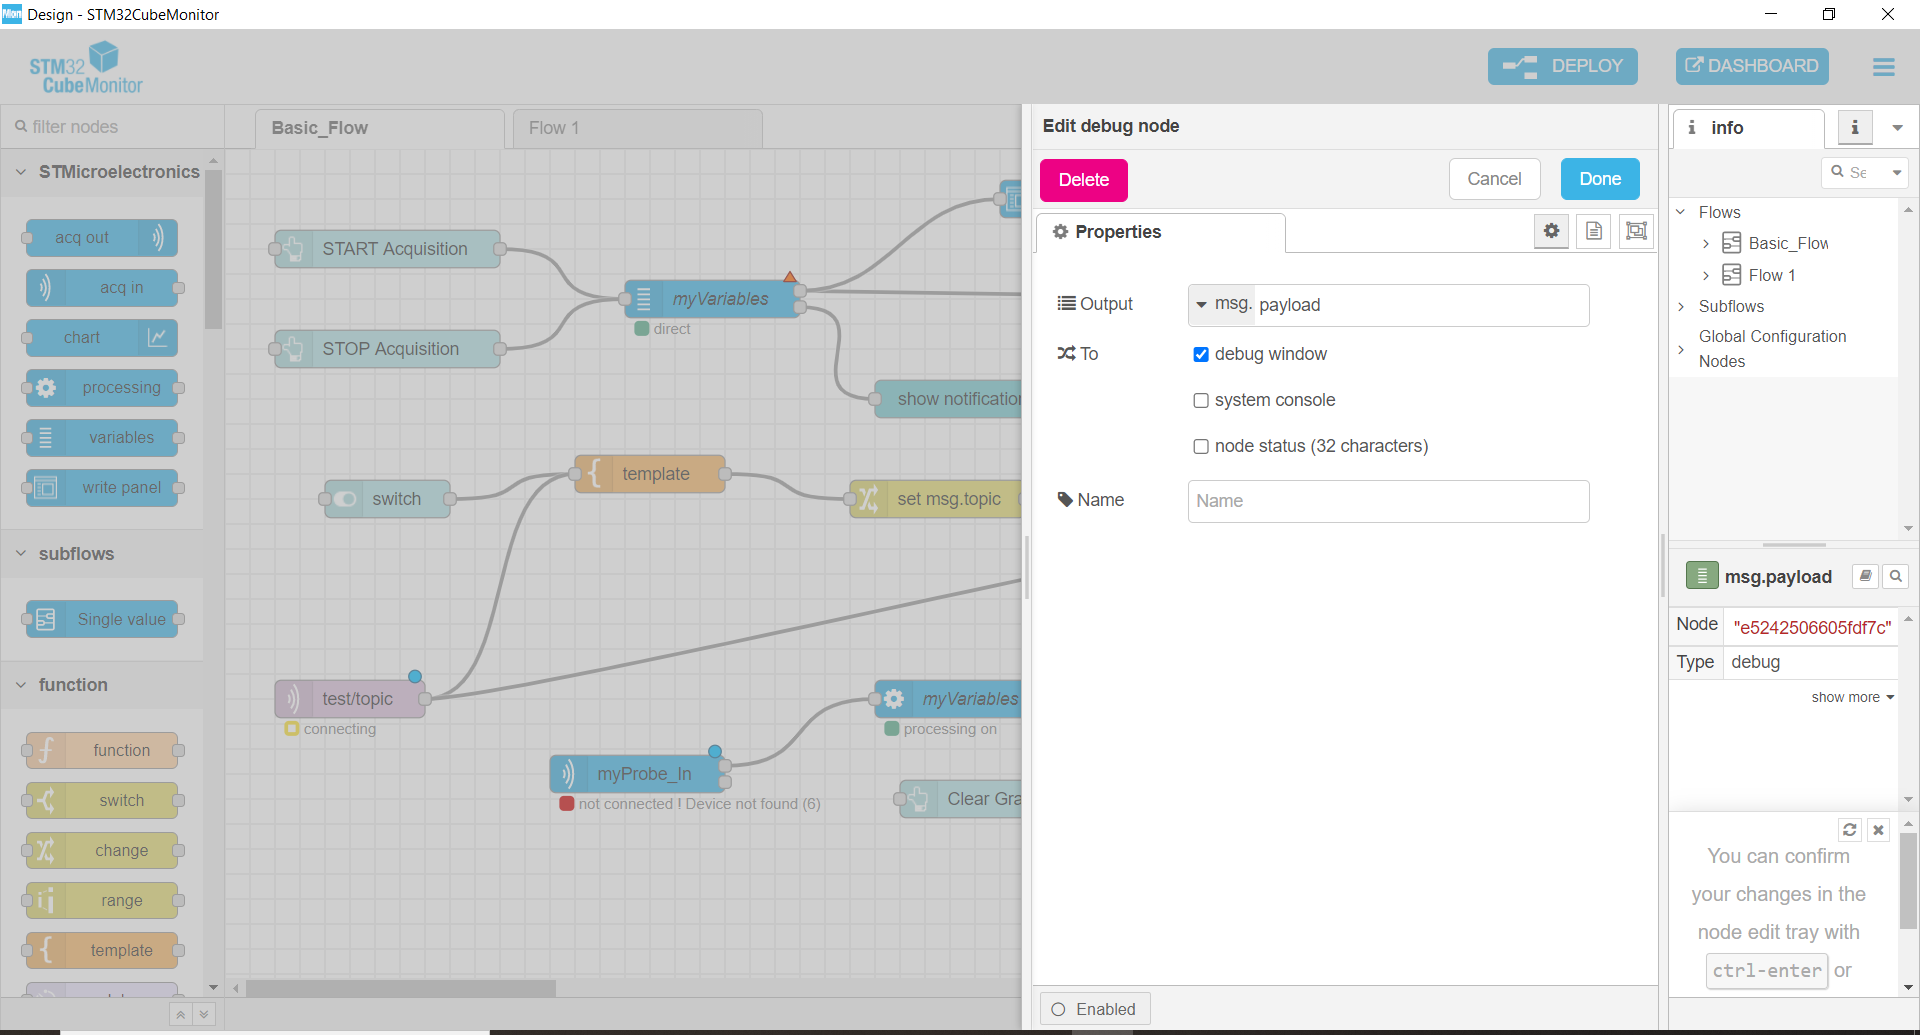 Mon Design - STM32CubeMonitor
STM32
CubeMonitor
DEPLOY
DASHBOARD
filter nodes
STMicroelectronics
acq out
acq in
chart
processing
variables
write panel
subflows
Single value
function
function
switch
change
range
template
Basic_Flow
Flow 1
START Acquisition
STOP Acquisition
myVariables
direct
show notification
switch
template
set msg.topic
test/topic
connecting
myVariables
processing on
myProbe_In
not connected ! Device not found (6)
Clear Gra
Edit debug node
Delete
Cancel
Done
Properties
Output
msg. payload
To
debug window
system console
node status (32 characters)
Name
Name
Enabled
i info
i
Se
Flows
Basic_Flow
Flow 1
Subflows
Global Configuration
Nodes
msg.payload
Node "e5242506605fdf7c"
Type debug
show more
You can confirm
your changes in the
node edit tray with
ctrl-enter or